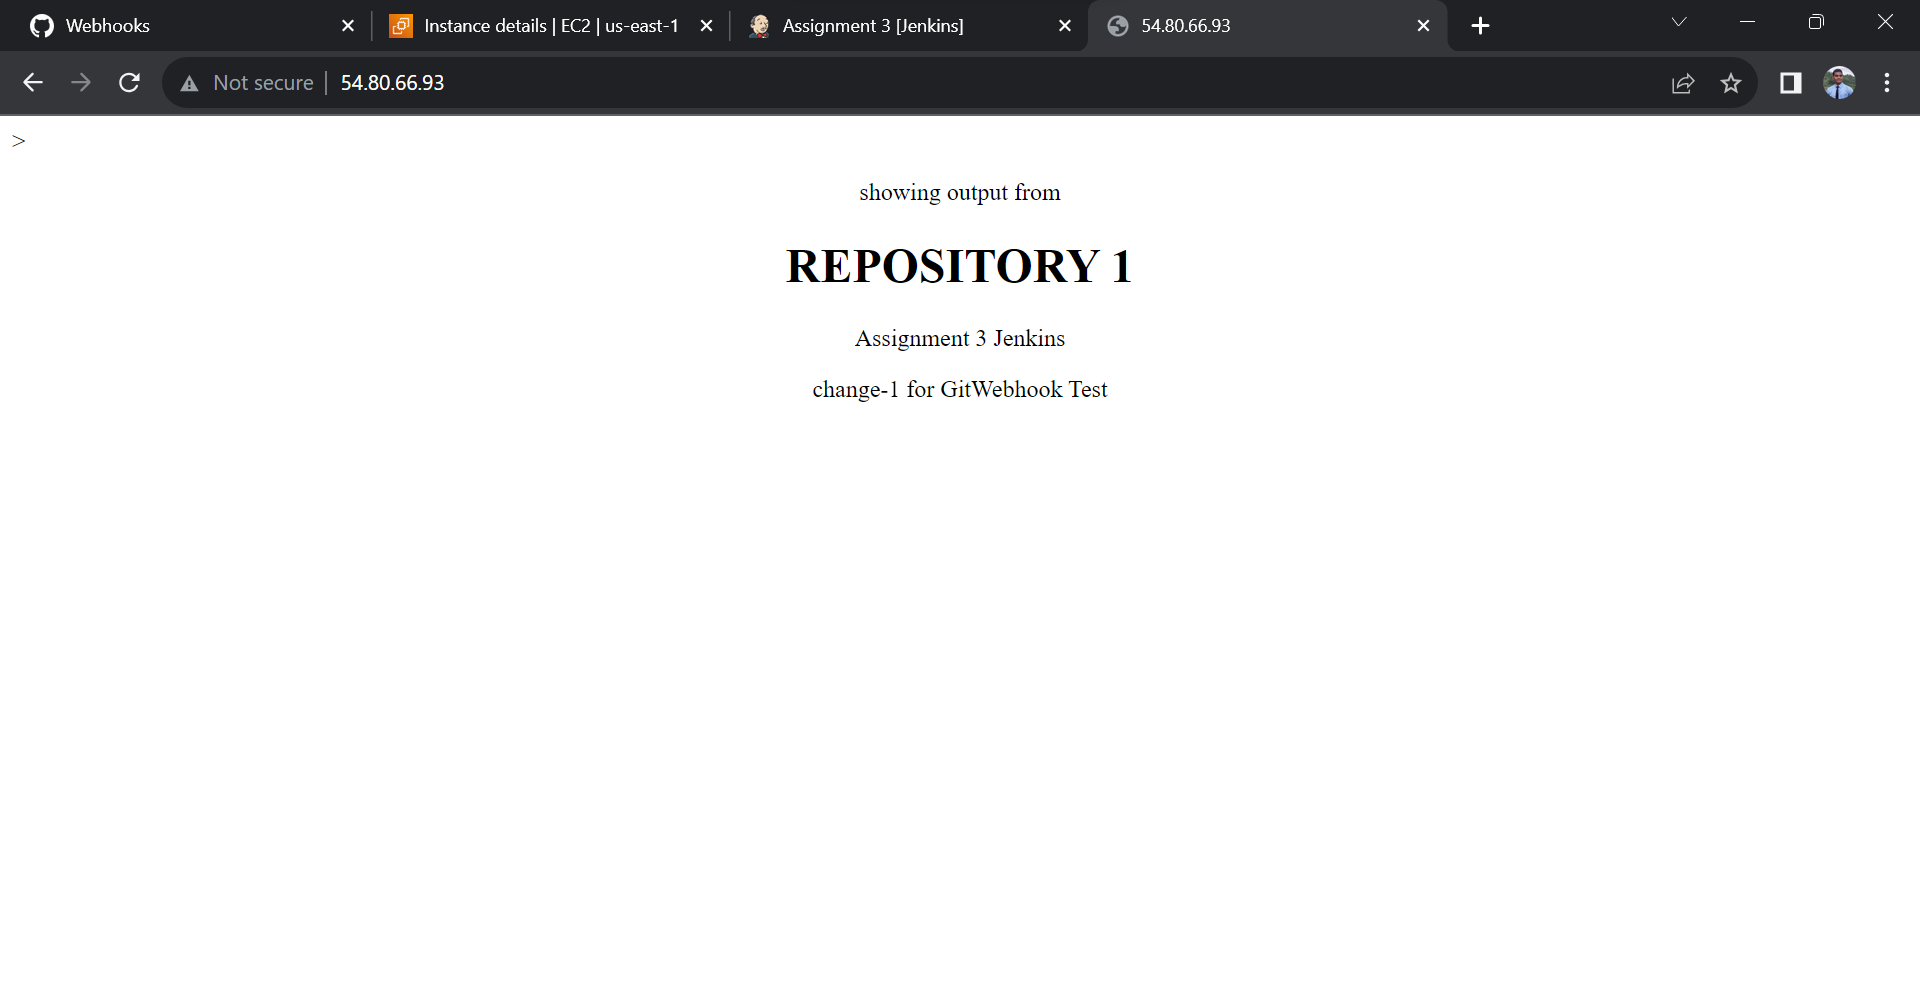 Webhooks
Instance details | EC2 | us-east-1
Assignment 3 [Jenkins]
54.80.66.93
Not secure | 54.80.66.93
>
showing output from
REPOSITORY 1
Assignment 3 Jenkins
change-1 for GitWebhook Test